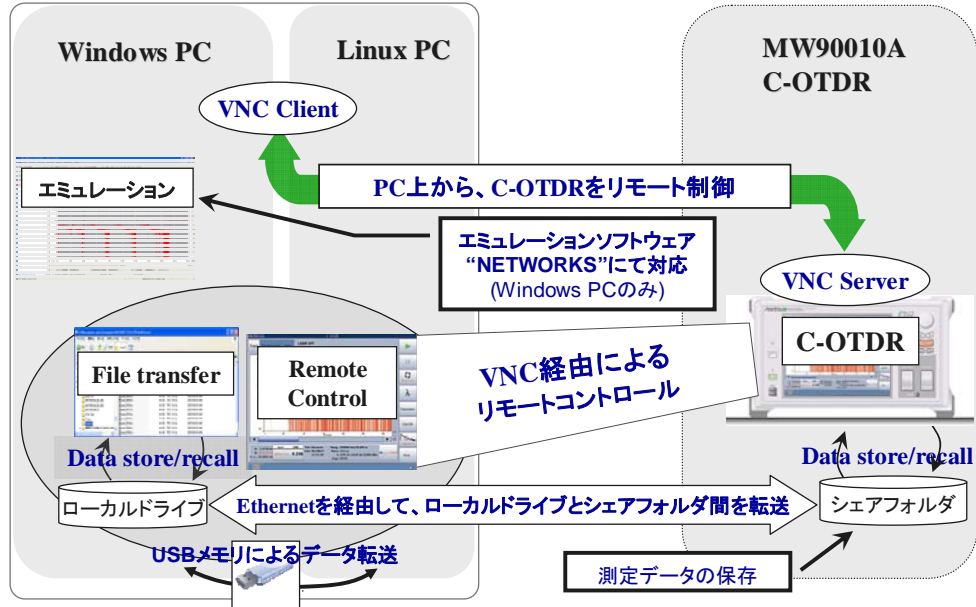 Windows PC
Linux PC
MW90010A
C-OTDR
VNC Client
エミュレーション
PC上から、C-OTDRをリモート制御
エミュレーションソフトウェア
“NETWORKS”にて対応
(Windows PCのみ)
VNC Server
C-OTDR
File transfer
Remote
Control
VNC経由による
リモートコントロール
Data store/recall
Data store/recall
ローカルドライブ
Ethernetを経由して、ローカルドライブとシェアフォルダ間を転送
シェアフォルダ
USBメモリによるデータ転送
測定データの保存